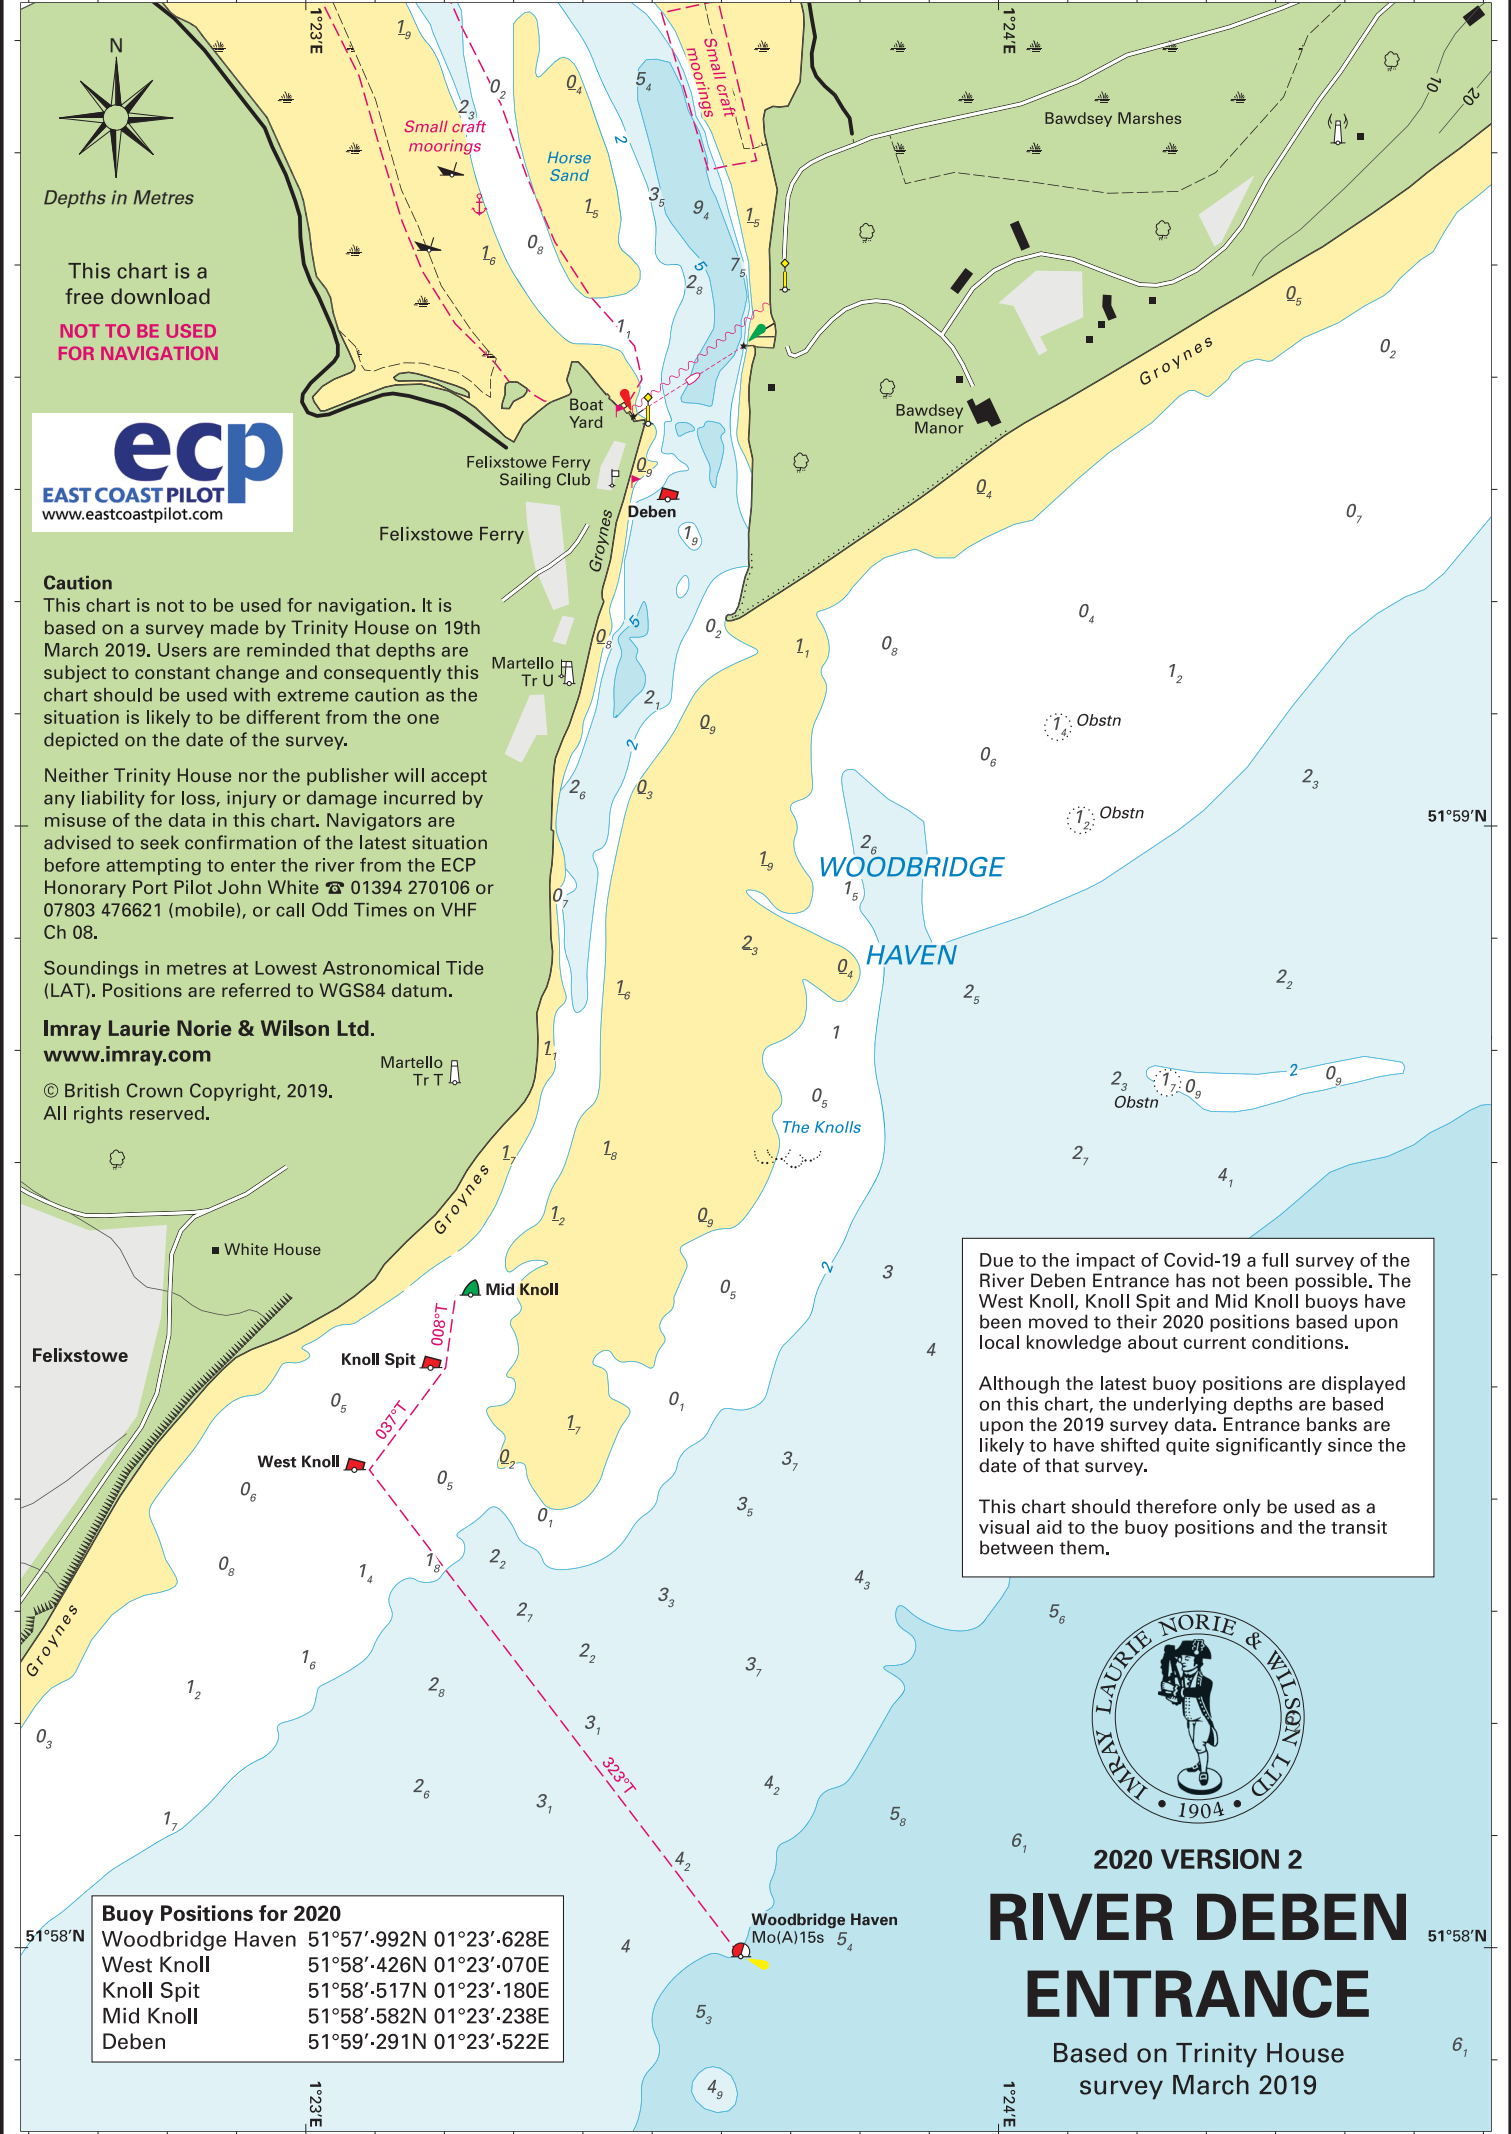 1°23'E
1°24'E
N
Depths in Metres
This chart is a
free download
NOT TO BE USED
FOR NAVIGATION
ecp
EAST COAST PILOT
www.eastcoastpilot.com
Small craft
moorings
Small craft
moorings
Horse
Sand
Bawdsey Marshes
10
20
Groynes
Boat
Yard
Bawdsey
Manor
Felixstowe Ferry
Sailing Club
Deben
Felixstowe Ferry
Groynes
Martello
Tr U
Caution
This chart is not to be used for navigation. It is
based on a survey made by Trinity House on 19th
March 2019. Users are reminded that depths are
subject to constant change and consequently this
chart should be used with extreme caution as the
situation is likely to be different from the one
depicted on the date of the survey.
Neither Trinity House nor the publisher will accept
any liability for loss, injury or damage incurred by
misuse of the data in this chart. Navigators are
advised to seek confirmation of the latest situation
before attempting to enter the river from the ECP
Honorary Port Pilot John White ☎ 01394 270106 or
07803 476621 (mobile), or call Odd Times on VHF
Ch 08.
Soundings in metres at Lowest Astronomical Tide
(LAT). Positions are referred to WGS84 datum.
Imray Laurie Norie & Wilson Ltd.
www.imray.com
© British Crown Copyright, 2019.
All rights reserved.
Martello
Tr T
Obstn
Obstn
51°59'N
WOODBRIDGE
HAVEN
Obstn
The Knolls
Groynes
White House
Mid Knoll
008°T
Knoll Spit
037°T
West Knoll
Felixstowe
Groynes
323°T
Due to the impact of Covid-19 a full survey of the
River Deben Entrance has not been possible. The
West Knoll, Knoll Spit and Mid Knoll buoys have
been moved to their 2020 positions based upon
local knowledge about current conditions.
Although the latest buoy positions are displayed
on this chart, the underlying depths are based
upon the 2019 survey data. Entrance banks are
likely to have shifted quite significantly since the
date of that survey.
This chart should therefore only be used as a
visual aid to the buoy positions and the transit
between them.
IMRAY LAURIE NORIE & WILSON LTD
• 1904 •
2020 VERSION 2
RIVER DEBEN
ENTRANCE
Based on Trinity House
survey March 2019
Woodbridge Haven
Mo(A)15s
51°58'N
51°58'N
Buoy Positions for 2020
Woodbridge Haven 51°57'·992N 01°23'·628E
West Knoll 51°58'·426N 01°23'·070E
Knoll Spit 51°58'·517N 01°23'·180E
Mid Knoll 51°58'·582N 01°23'·238E
Deben 51°59'·291N 01°23'·522E
1°23'E
1°24'E